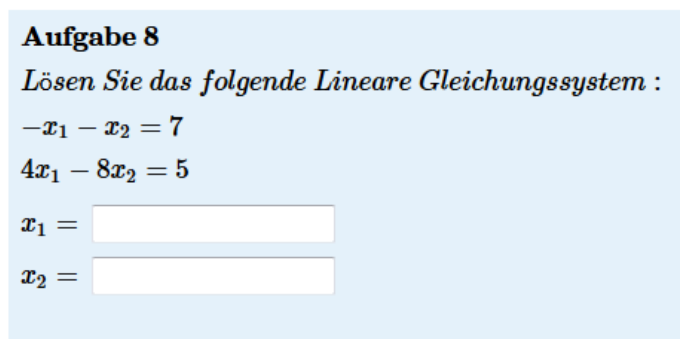 Aufgabe 8
Lösen Sie das folgende Lineare Gleichungssystem :
−x₁ − x₂ = 7
4x₁ − 8x₂ = 5
x₁ =
x₂ =